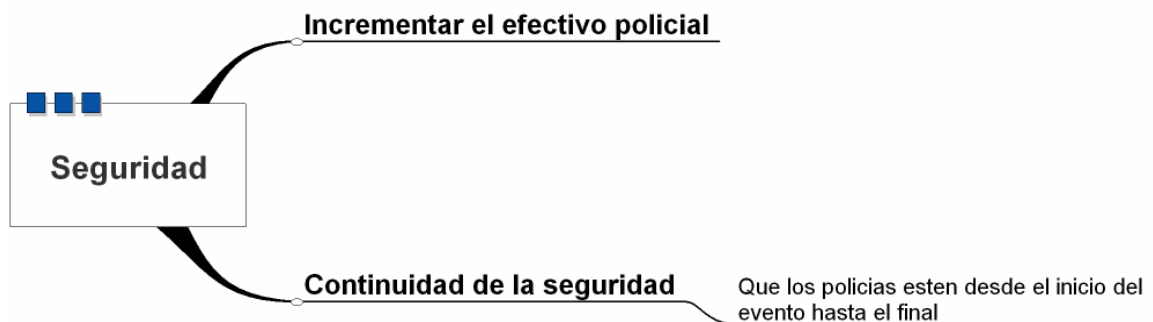 Incrementar el efectivo policial
Seguridad
Continuidad de la seguridad
Que los policias esten desde el inicio del
evento hasta el final